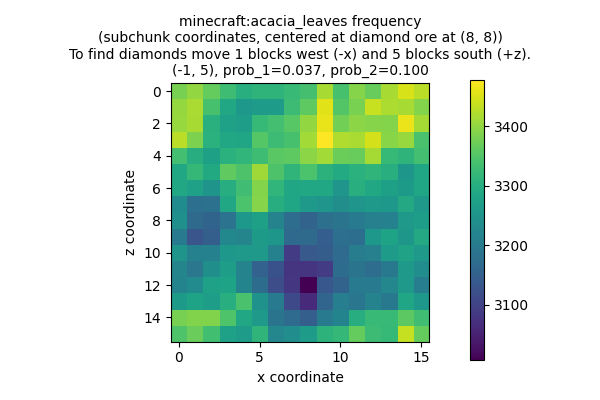 minecraft:acacia_leaves frequency
(subchunk coordinates, centered at diamond ore at (8, 8))
To find diamonds move 1 blocks west (-x) and 5 blocks south (+z).
(-1, 5), prob_1=0.037, prob_2=0.100
0
2
4
6
8
10
12
14
z coordinate
0
5
10
15
x coordinate
3400
3300
3200
3100